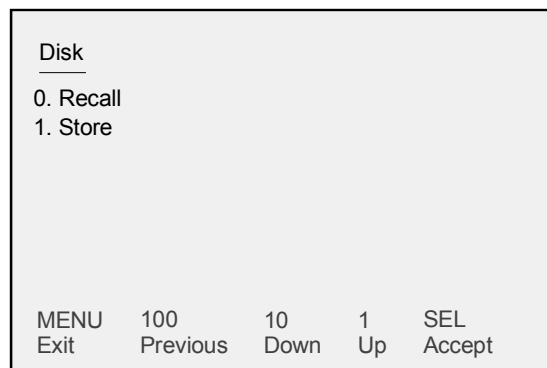 Disk
0. Recall
1. Store
MENU 100 10 1 SEL
Exit Previous Down Up Accept